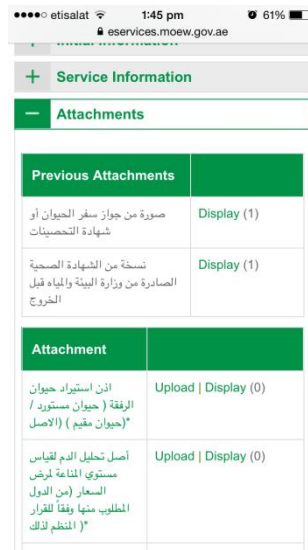 etisalat 1:45 pm 61%
eservices.moew.gov.ae
Initial Information
+ Service Information
− Attachments
Previous Attachments
صورة من جواز سفر الحيوان أو
شهادة التحصينات
Display (1)
نسخة من الشهادة الصحية
الصادرة من وزارة البيئة والمياه قبل
الخروج
Display (1)
Attachment
اذن استيراد حيوان
الرفقة ( حيوان مستورد /
حيوان مقيم ) (الاصل)*
Upload | Display (0)
أصل تحليل الدم لقياس
مستوي المناعة لمرض
السعار (من الدول
المطلوب منها وفقاً للقرار
المنظم لذلك )*
Upload | Display (0)